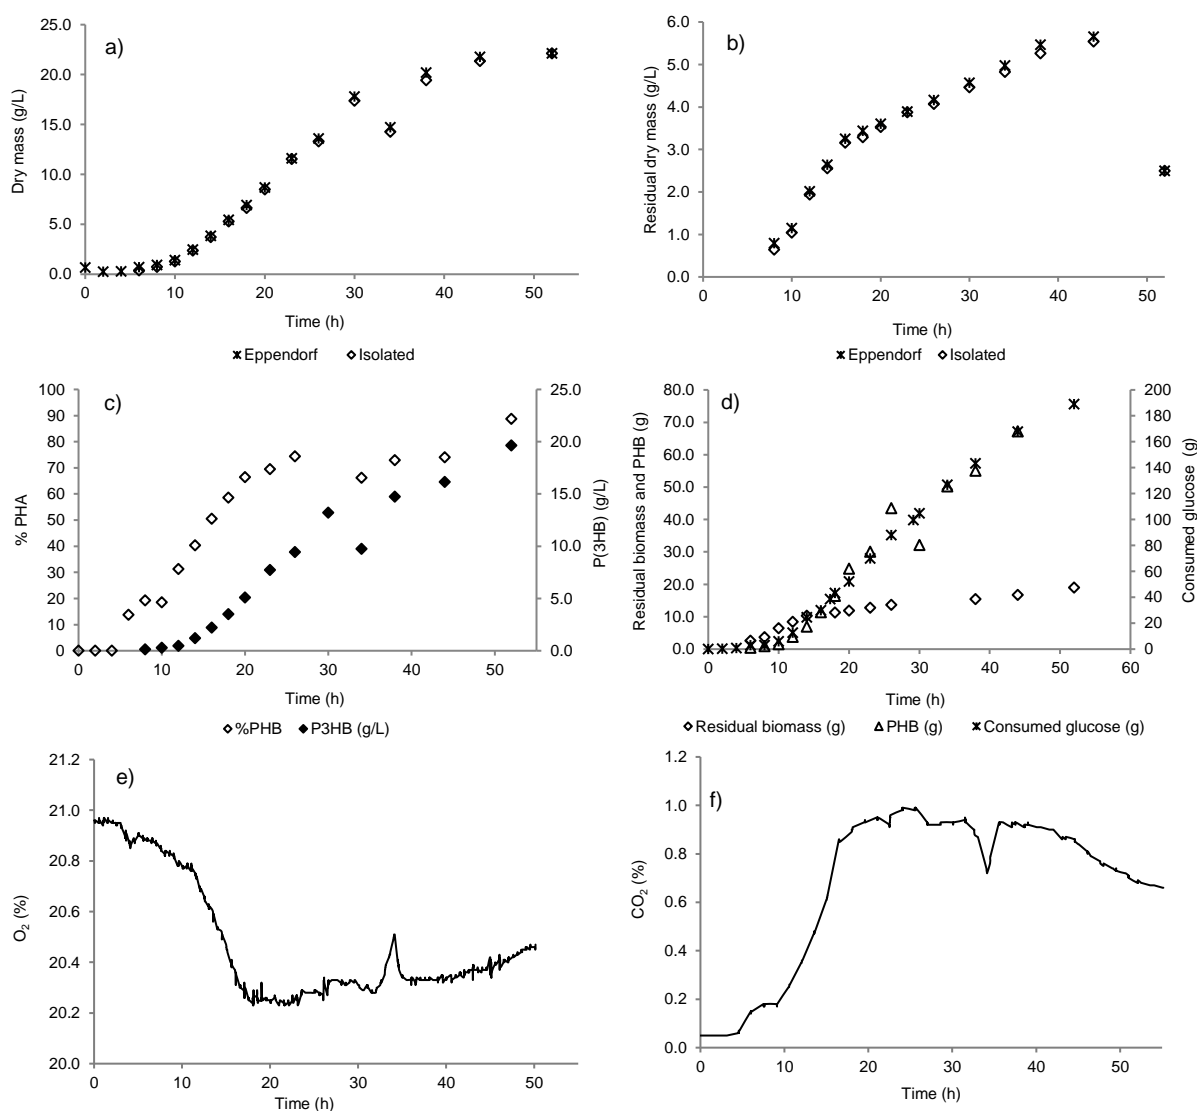 a)
25.0
20.0
15.0
10.0
5.0
0.0
Dry mass (g/L)
0 10 20 30 40 50
Time (h)
Eppendorf Isolated
b)
6.0
5.0
4.0
3.0
2.0
1.0
0.0
Residual dry mass (g/L)
0 10 20 30 40 50
Time (h)
Eppendorf Isolated
c)
100
90
80
70
60
50
40
30
20
10
0
% PHA
25.0
20.0
15.0
10.0
5.0
0.0
P(3HB) (g/L)
0 10 20 30 40 50
Time (h)
%PHB P3HB (g/L)
d)
80.0
70.0
60.0
50.0
40.0
30.0
20.0
10.0
0.0
Residual biomass and PHB (g)
200
180
160
140
120
100
80
60
40
20
0
Consumed glucose (g)
0 10 20 30 40 50 60
Time (h)
Residual biomass (g) PHB (g) Consumed glucose (g)
e)
21.2
21.0
20.8
20.6
20.4
20.2
20.0
O2 (%)
0 10 20 30 40 50
Time (h)
f)
1.2
1.0
0.8
0.6
0.4
0.2
0.0
CO2 (%)
0 10 20 30 40 50
Time (h)